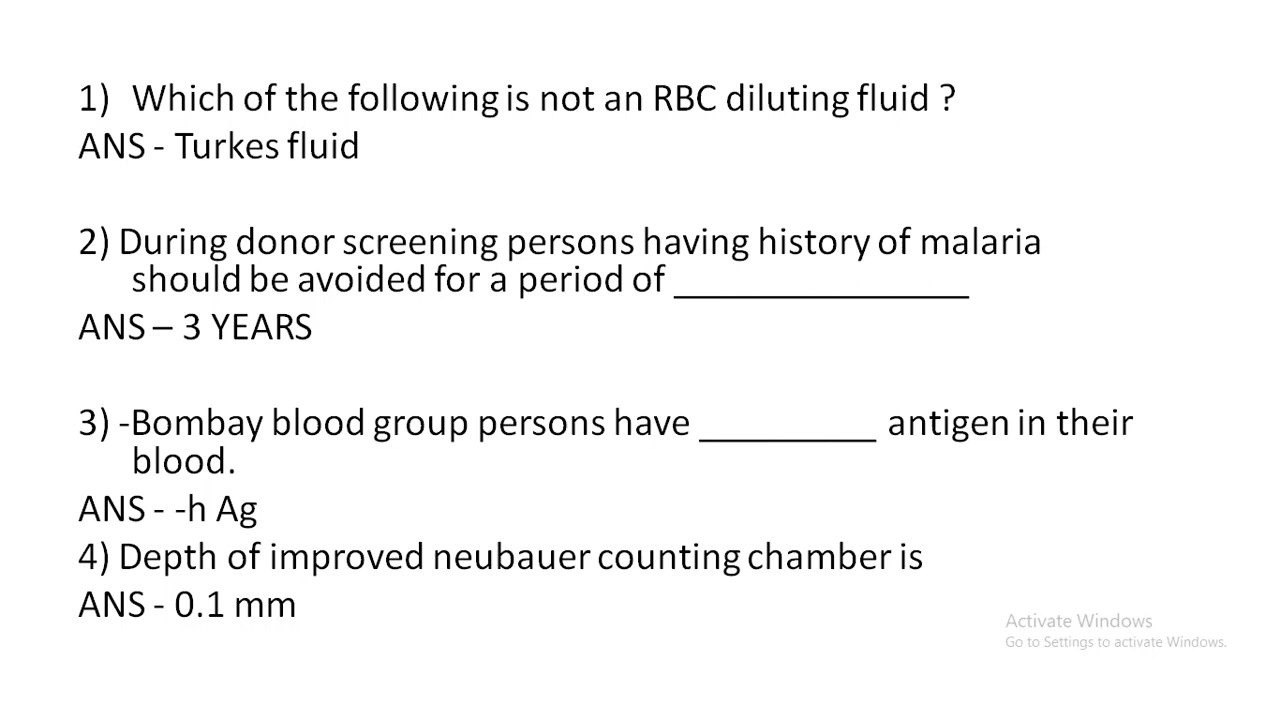 1) Which of the following is not an RBC diluting fluid ?
ANS - Turkes fluid
2) During donor screening persons having history of malaria
should be avoided for a period of _______________
ANS – 3 YEARS
3) -Bombay blood group persons have _________ antigen in their
blood.
ANS - -h Ag
4) Depth of improved neubauer counting chamber is
ANS - 0.1 mm
Activate Windows
Go to Settings to activate Windows.